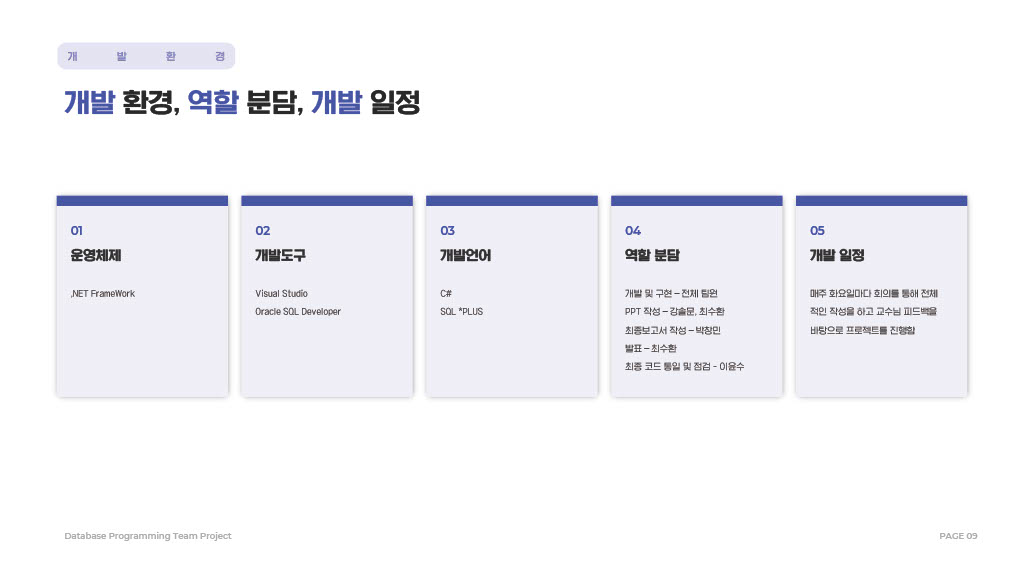 개 발 환 경
개발 환경, 역할 분담, 개발 일정
01
운영체제
.NET FrameWork
02
개발도구
Visual Studio
Oracle SQL Developer
03
개발언어
C#
SQL *PLUS
04
역할 분담
개발 및 구현 – 전체 팀원
PPT 작성 – 강솔문, 최수환
최종보고서 작성 – 박창민
발표 – 최수환
최종 코드 통일 및 점검 - 이윤수
05
개발 일정
매주 화요일마다 회의를 통해 전체
적인 작성을 하고 교수님 피드백을
바탕으로 프로젝트를 진행함
Database Programming Team Project
PAGE 09